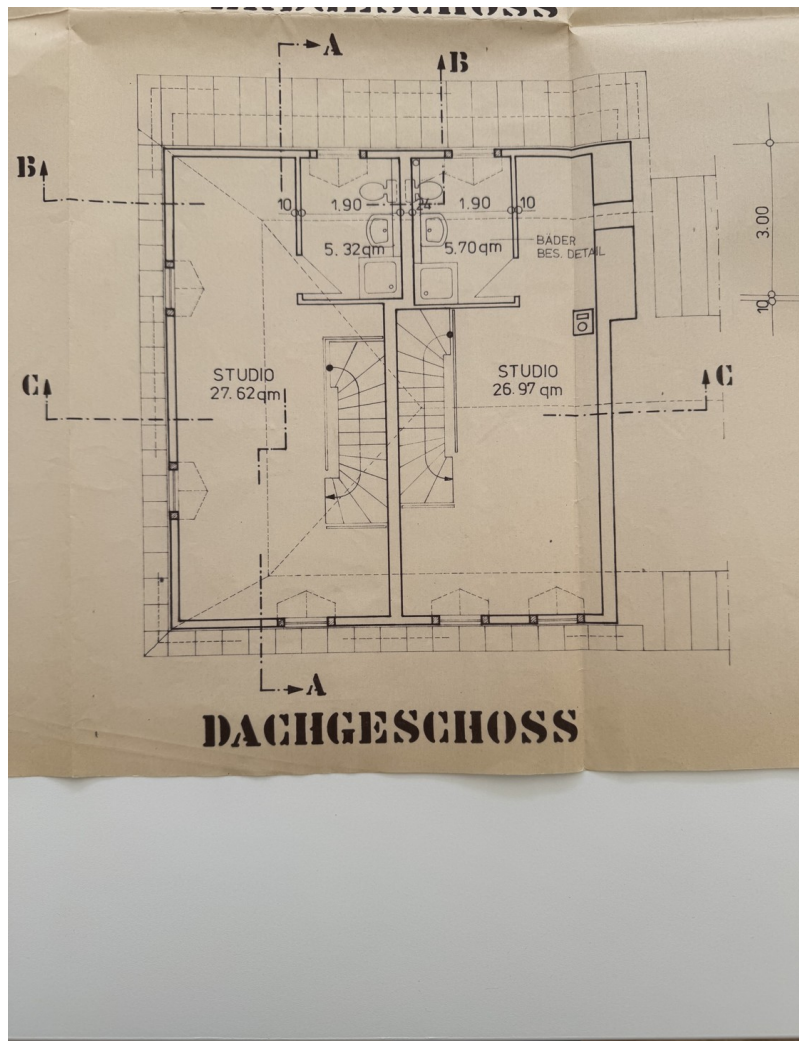 ERDGESCHOSS
A
B
B
10
1.90
24
1.90
10
3.00
5.32qm
5.70qm
BÄDER
BES. DETAIL
10
STUDIO
27.62qm
STUDIO
26.97qm
C
C
A
DACHGESCHOSS